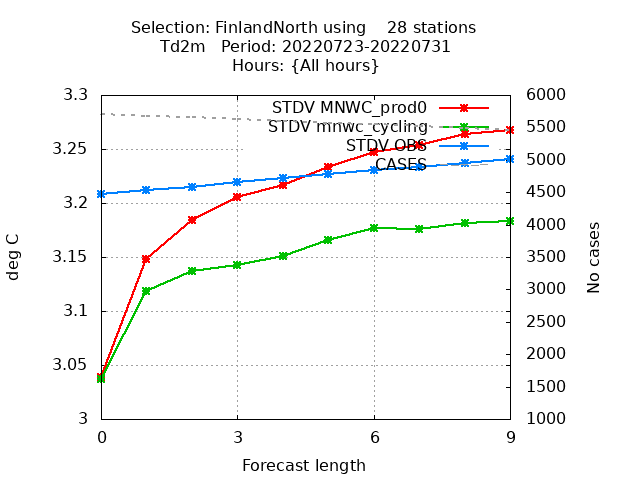 Selection: FinlandNorth using    28 stations
Td2m   Period: 20220723-20220731
Hours: {All hours}
3.3
3.25
3.2
3.15
3.1
3.05
3
deg C
STDV MNWC_prod0
STDV mnwc_cycling
STDV OBS
CASES
6000
5500
5000
4500
4000
3500
3000
2500
2000
1500
1000
No cases
0 3 6 9
Forecast length